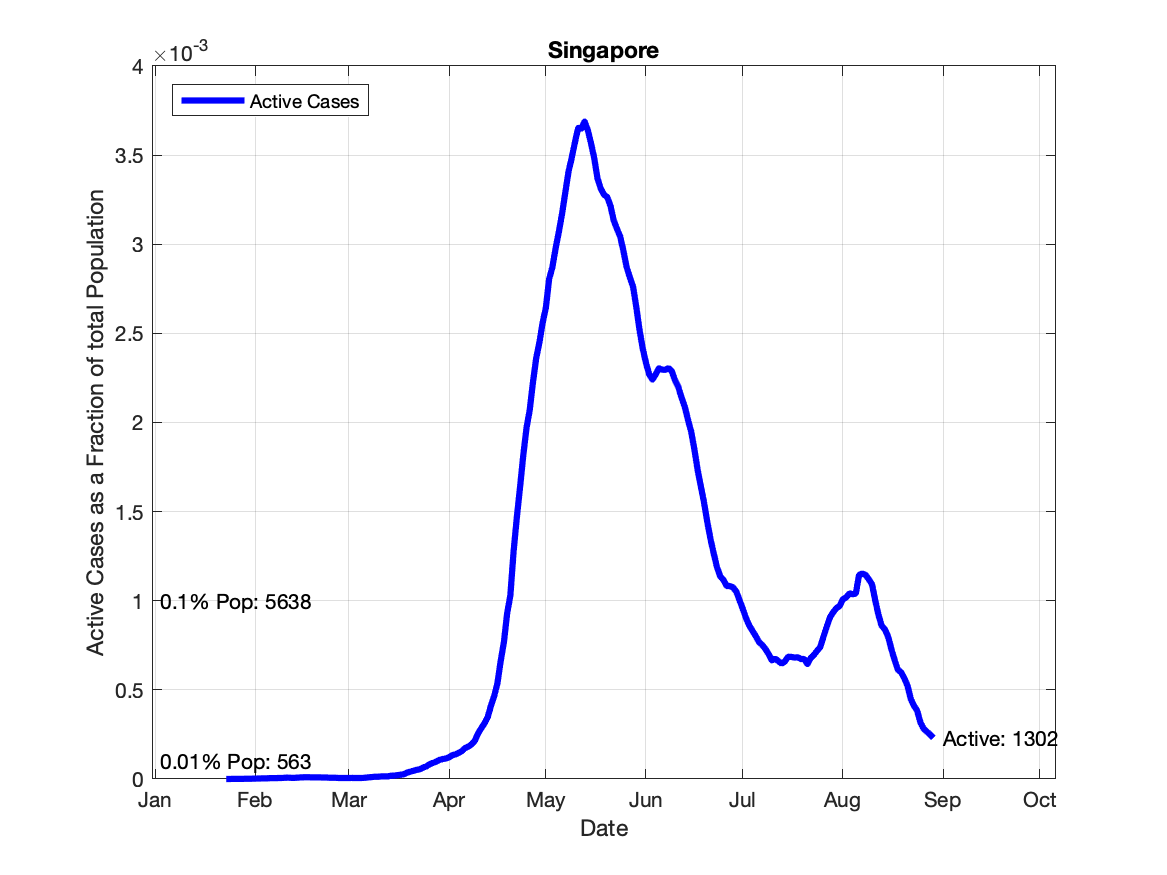 Singapore
×10-3
4
3.5
3
2.5
2
1.5
1
0.5
0
Active Cases as a Fraction of total Population
Active Cases
0.1% Pop: 5638
0.01% Pop: 563
Active: 1302
Jan Feb Mar Apr May Jun Jul Aug Sep Oct
Date